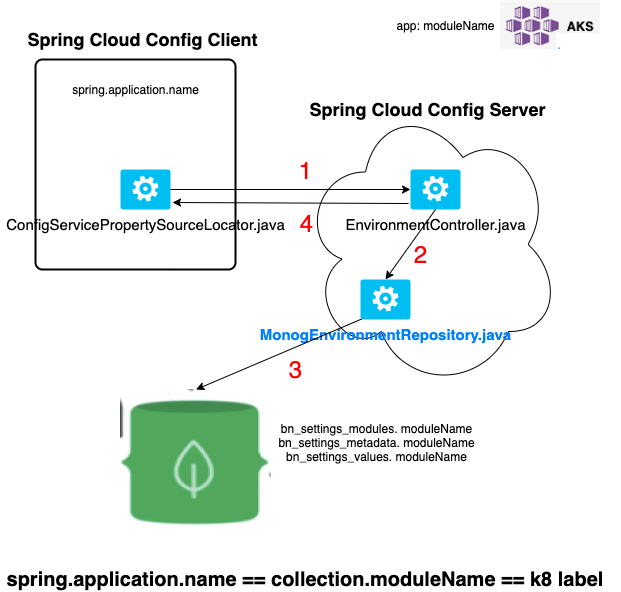 app: moduleName
AKS
Spring Cloud Config Client
spring.application.name
Spring Cloud Config Server
1
ConfigServicePropertySourceLocator.java
4
EnvironmentController.java
2
MonogEnvironmentRepository.java
3
bn_settings_modules. moduleName
bn_settings_metadata. moduleName
bn_settings_values. moduleName
spring.application.name == collection.moduleName == k8 label